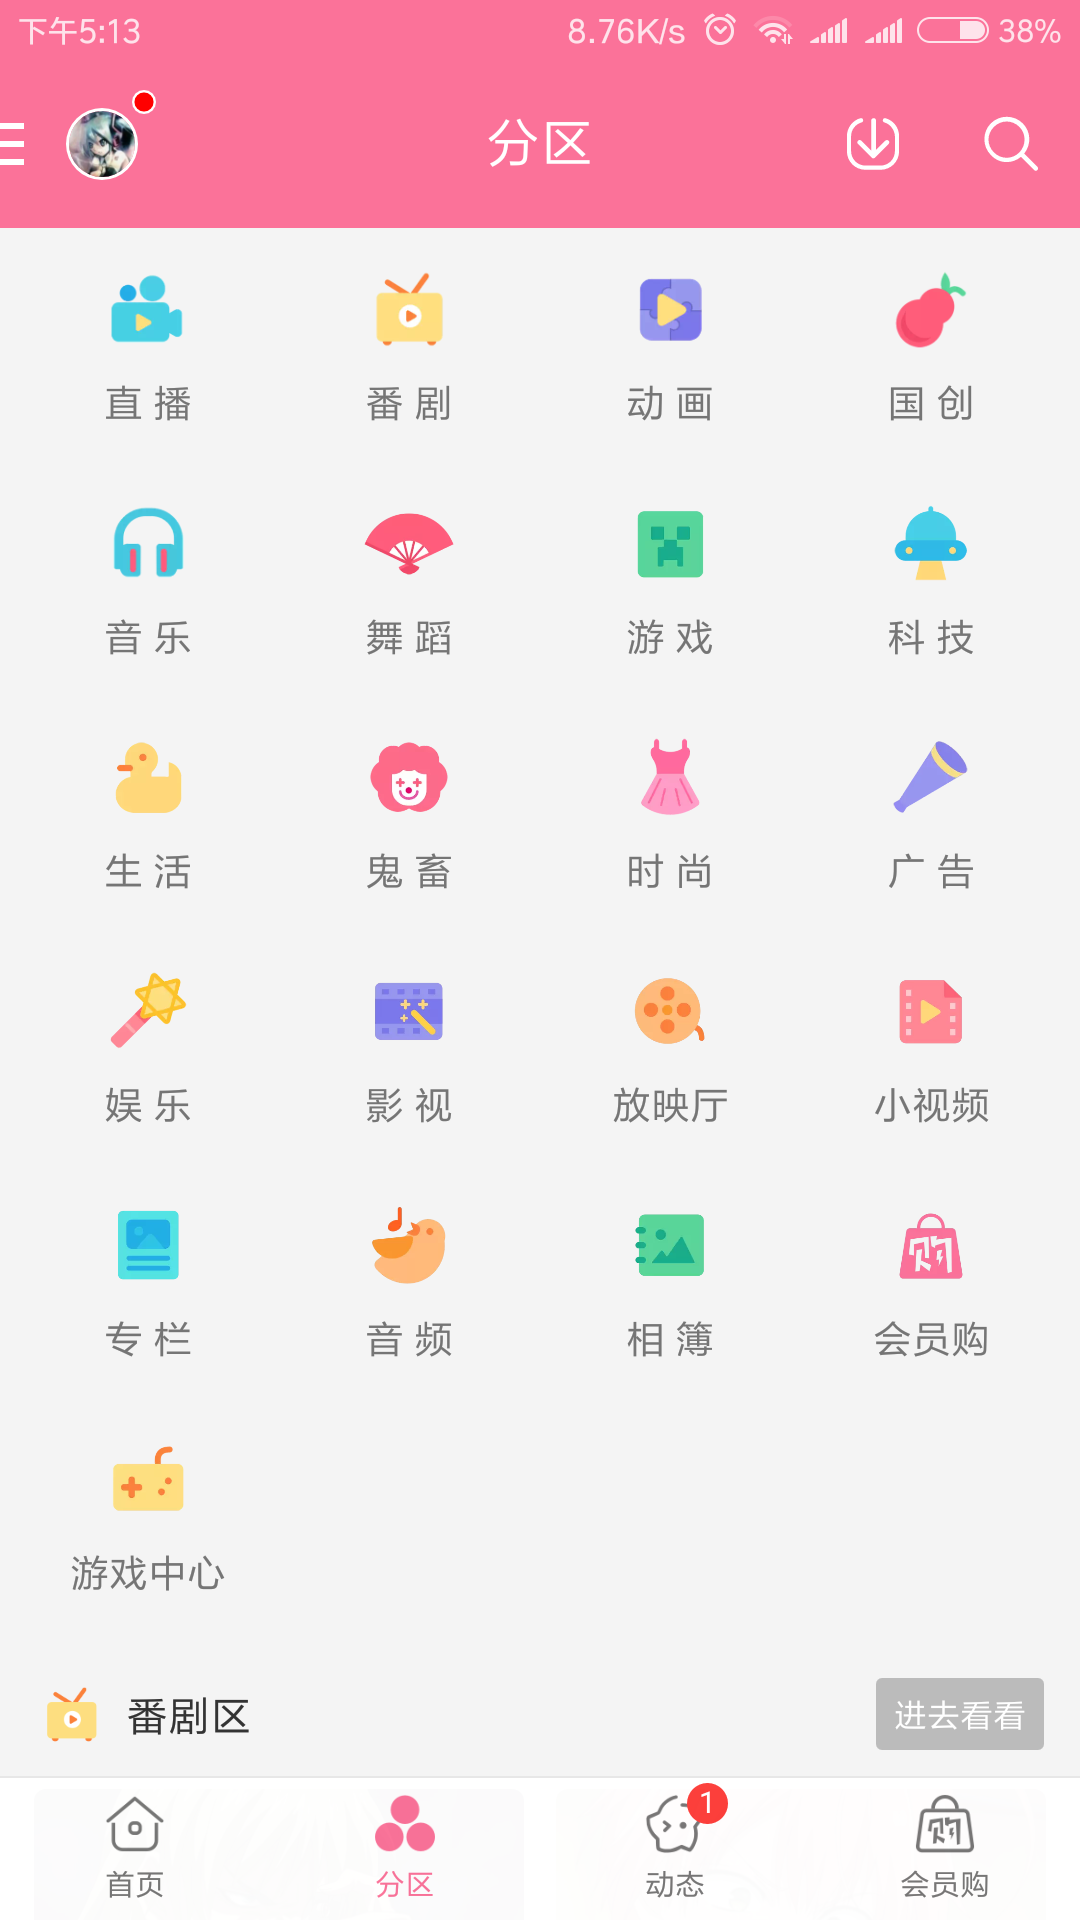 下午5:13 8.76K/s 38%
分区
直播 番剧 动画 国创
音乐 舞蹈 游戏 科技
生活 鬼畜 时尚 广告
娱乐 影视 放映厅 小视频
专栏 音频 相簿 会员购
游戏中心
番剧区 进去看看
1
首页 分区 动态 会员购